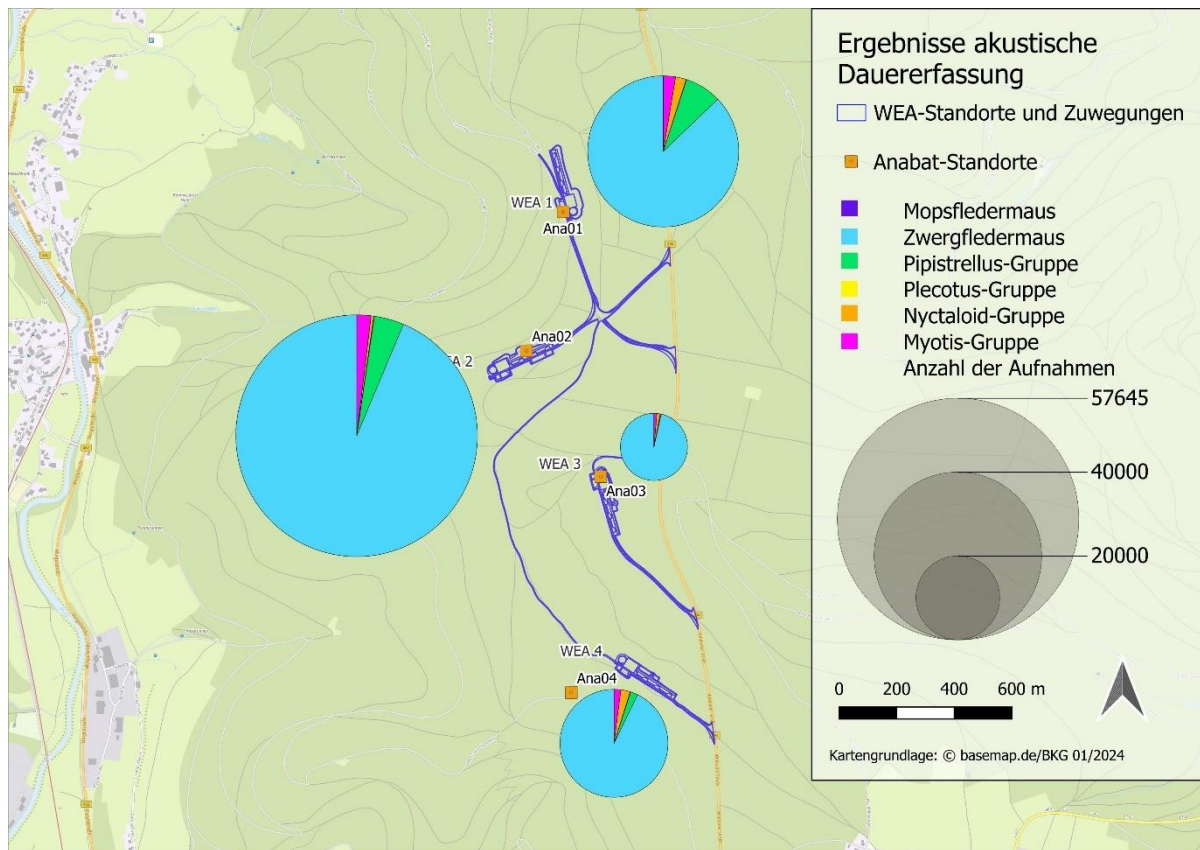 WEA 1
Ana01
Ana02
EA 2
WEA 3
Ana03
WEA 4
Ana04
Ergebnisse akustische
Dauererfassung
WEA-Standorte und Zuwegungen
Anabat-Standorte
Mopsfledermaus
Zwergfledermaus
Pipistrellus-Gruppe
Plecotus-Gruppe
Nyctaloid-Gruppe
Myotis-Gruppe
Anzahl der Aufnahmen
57645
40000
20000
0 200 400 600 m
Kartengrundlage: © basemap.de/BKG 01/2024